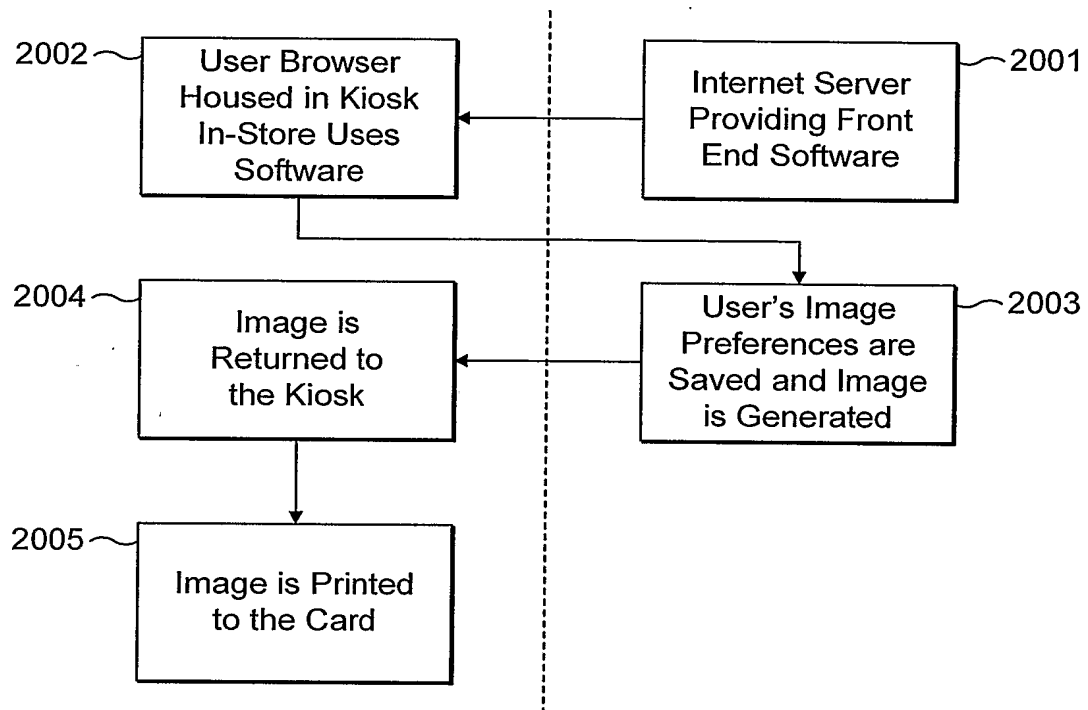 2002
User Browser
Housed in Kiosk
In-Store Uses
Software
2001
Internet Server
Providing Front
End Software
2004
Image is
Returned to
the Kiosk
2003
User's Image
Preferences are
Saved and Image
is Generated
2005
Image is Printed
to the Card